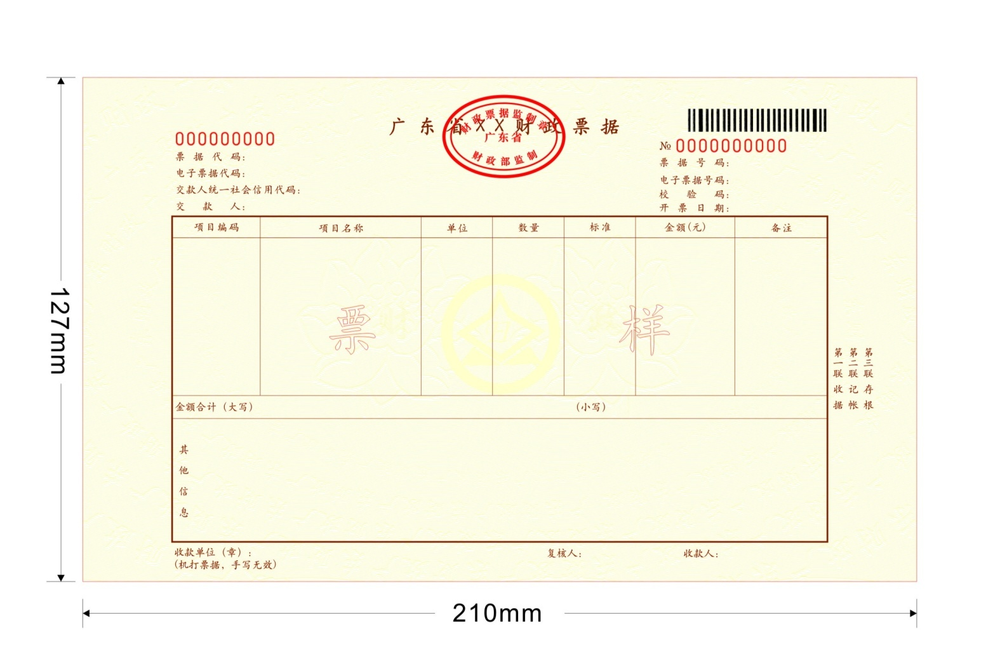 广东省XX财政票据
财政票据监制章
广东省
财政部监制
000000000
票据代码:
电子票据代码:
交款人统一社会信用代码:
交款人:
№ 0000000000
票据号码:
电子票据号码:
校验码:
开票日期:
项目编码 项目名称 单位 数量 标准 金额(元) 备注
票样
金额合计（大写） (小写)
其他信息
第一联收据
第二联记帐
第三联存根
收款单位（章）: 复核人: 收款人:
(机打票据，手写无效)
127mm
210mm